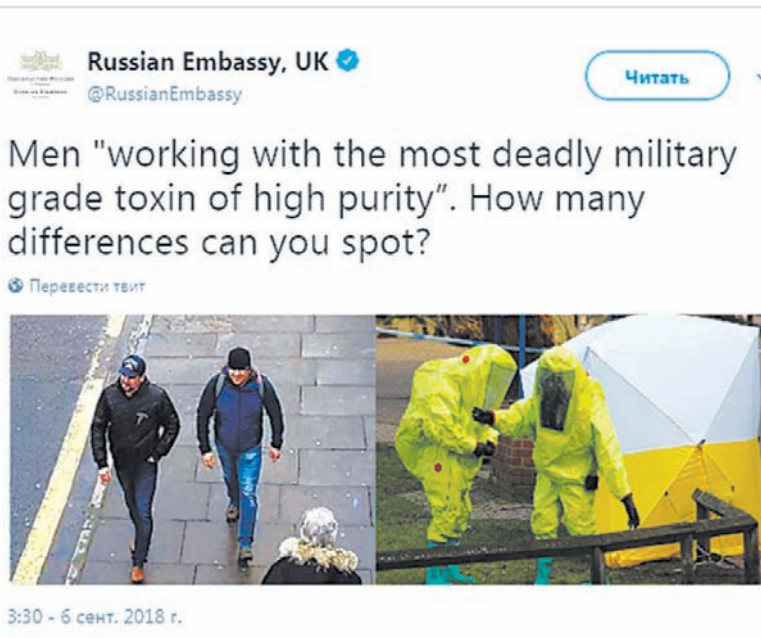 Russian Embassy, UK
@RussianEmbassy
Читать
Men "working with the most deadly military
grade toxin of high purity”. How many
differences can you spot?
Перевести твит
3:30 - 6 сент. 2018 г.